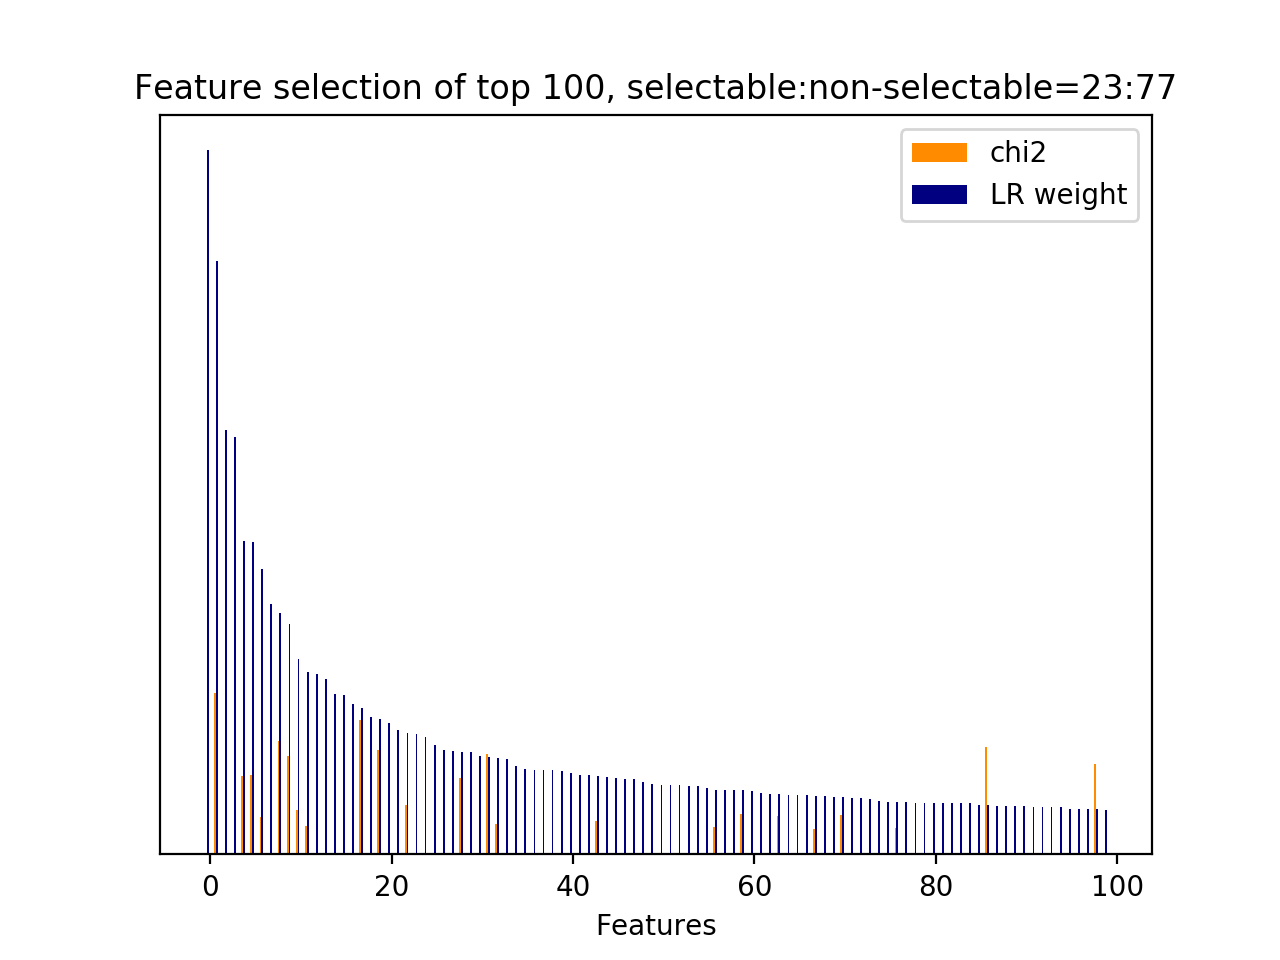 Feature selection of top 100, selectable:non-selectable=23:77
chi2
LR weight
0 20 40 60 80 100
Features